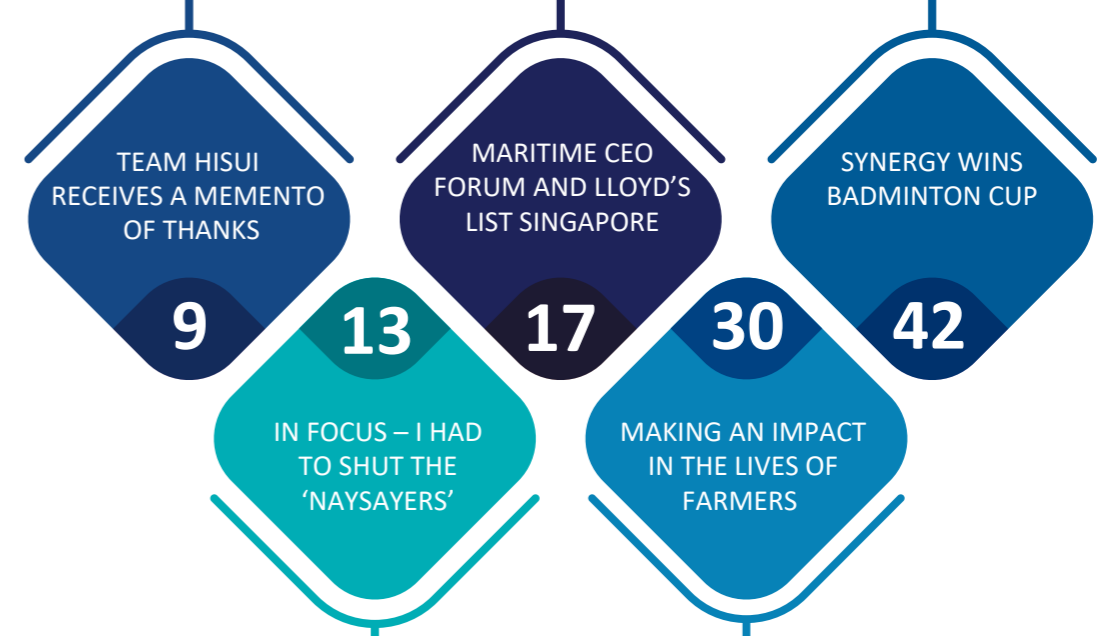 TEAM HISUI
RECEIVES A MEMENTO
OF THANKS
9
IN FOCUS – I HAD
TO SHUT THE
‘NAYSAYERS’
13
MARITIME CEO
FORUM AND LLOYD’S
LIST SINGAPORE
17
MAKING AN IMPACT
IN THE LIVES OF
FARMERS
30
SYNERGY WINS
BADMINTON CUP
42